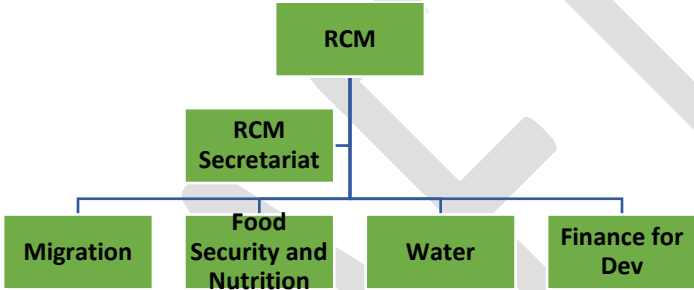 RCM
RCM
Secretariat
Migration
Food
Security and
Nutrition
Water
Finance for
Dev